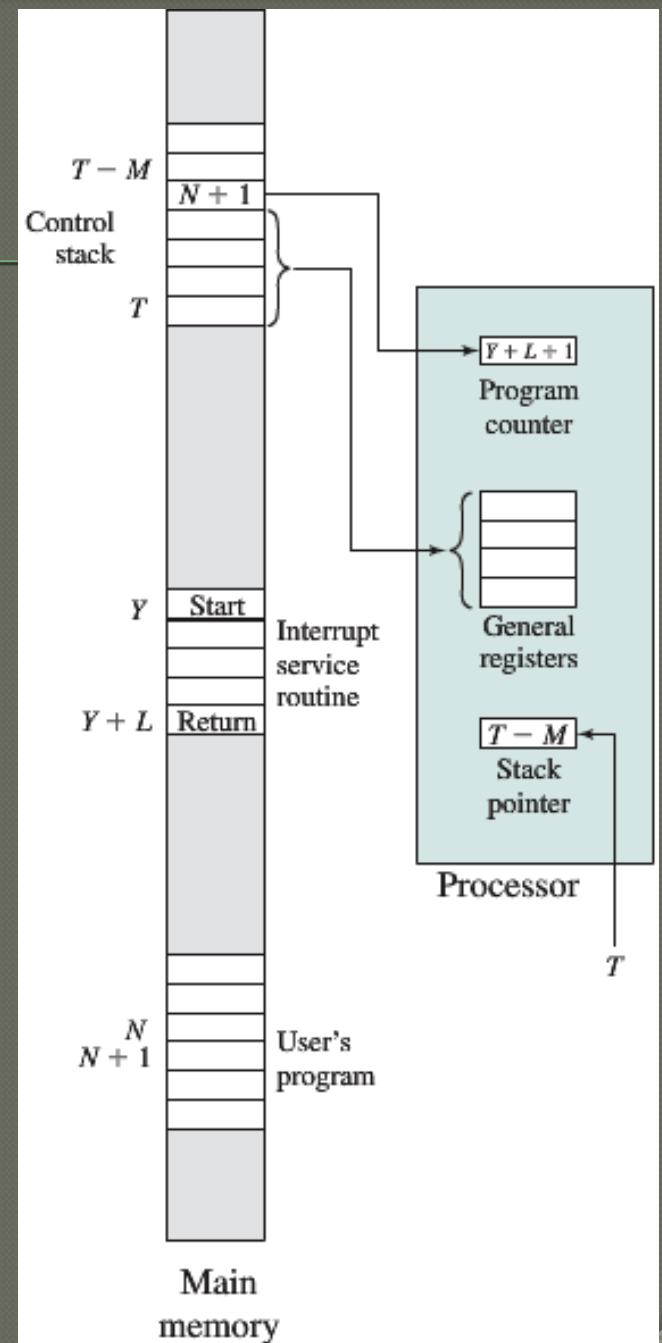 T − M
N + 1
Control
stack
T
Y + L + 1
Program
counter
Y
Start
Interrupt
service
routine
General
registers
Y + L
Return
T − M
Stack
pointer
Processor
T
N
N + 1
User's
program
Main
memory